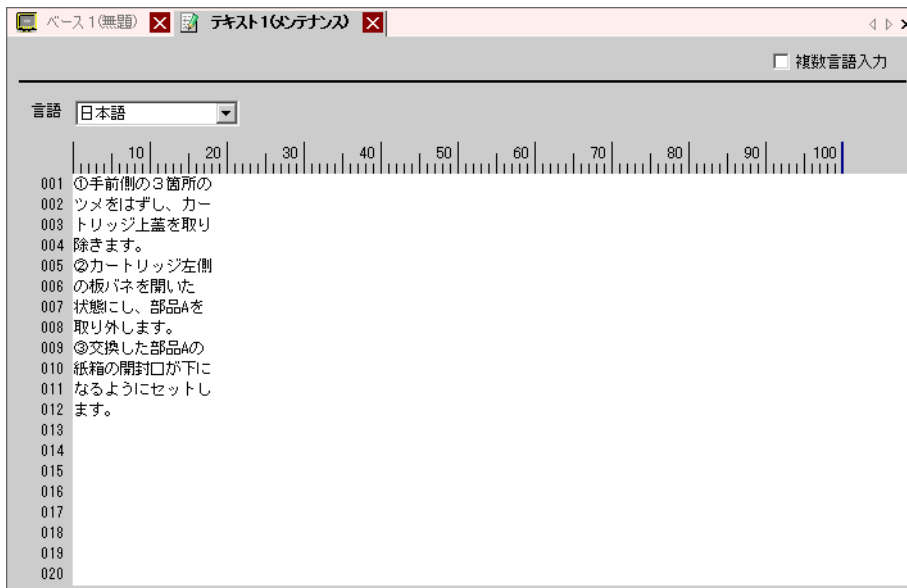 ベース1(無題) テキスト1(メンテナンス)
複数言語入力
言語 日本語
10 20 30 40 50 60 70 80 90 100
001 ①手前側の３箇所の
002 ツメをはずし、カー
003 トリッジ上蓋を取り
004 除きます。
005 ②カートリッジ左側
006 の板バネを開いた
007 状態にし、部品Aを
008 取り外します。
009 ③交換した部品Aの
010 紙箱の開封口が下に
011 なるようにセットし
012 ます。
013
014
015
016
017
018
019
020